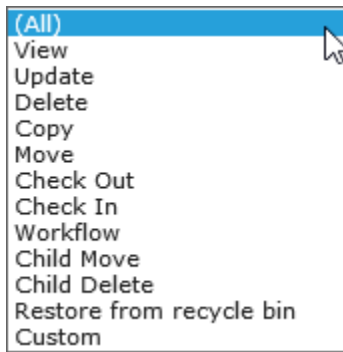 (All)
View
Update
Delete
Copy
Move
Check Out
Check In
Workflow
Child Move
Child Delete
Restore from recycle bin
Custom